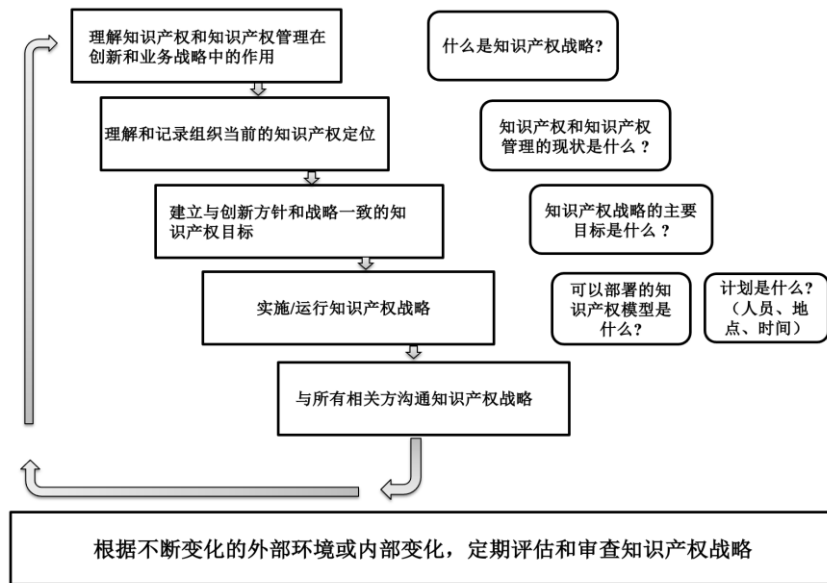 理解知识产权和知识产权管理在
创新和业务战略中的作用
什么是知识产权战略?
理解和记录组织当前的知识产权定位
知识产权和知识产权
管理的现状是什么？
建立与创新方针和战略一致的知
识产权目标
知识产权战略的主要
目标是什么？
实施/运行知识产权战略
可以部署的知
识产权模型是
什么?
计划是什么?
（人员、地
点、时间）
与所有相关方沟通知识产权战略
根据不断变化的外部环境或内部变化，定期评估和审查知识产权战略